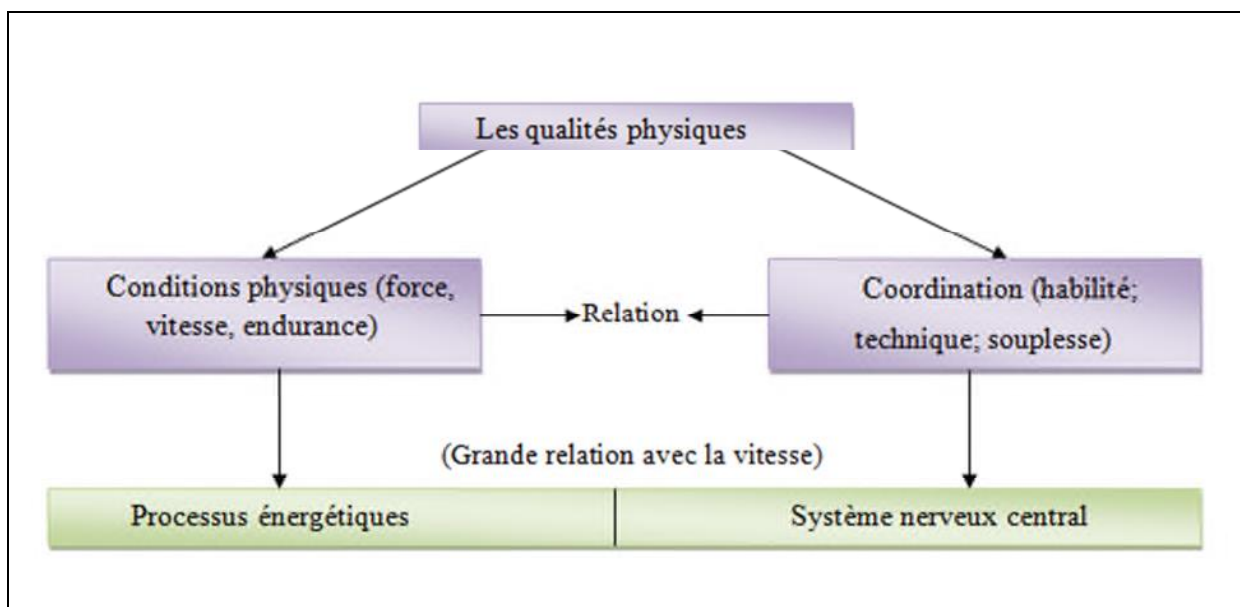 Les qualités physiques
Conditions physiques (force,
vitesse, endurance)
Relation
Coordination (habilité;
technique; souplesse)
(Grande relation avec la vitesse)
Processus énergétiques
Système nerveux central